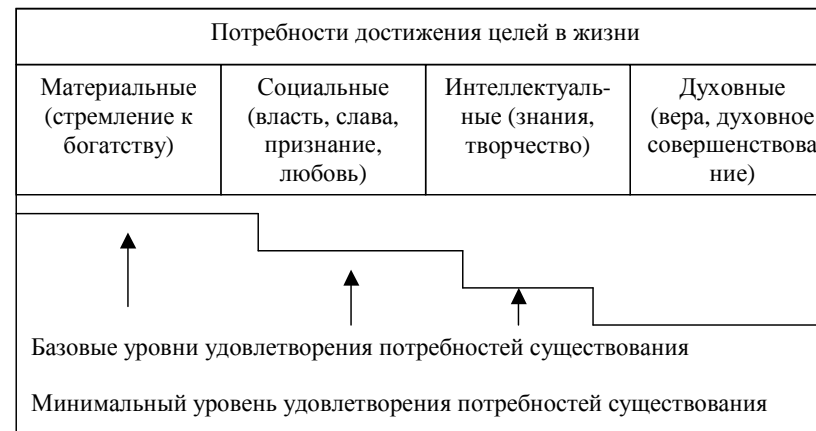 Потребности достижения целей в жизни
Материальные
(стремление к
богатству)
Социальные
(власть, слава,
признание,
любовь)
Интеллектуаль-
ные (знания,
творчество)
Духовные
(вера, духовное
совершенствова
ние)
Базовые уровни удовлетворения потребностей существования
Минимальный уровень удовлетворения потребностей существования